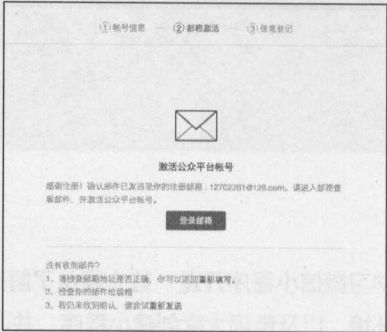 ① 帐号信息 — ② 邮箱激活 — ③ 信息登记
激活公众平台帐号
感谢注册！确认邮件已发送至你的注册邮箱：12702281@126.com。请进入邮箱查
看邮件，并激活公众平台帐号。
登录邮箱
没有收到邮件？
1、请检查邮箱地址是否正确，你可以返回重新填写。
2、检查你的邮件垃圾箱
3、若仍未收到确认，请尝试重新发送